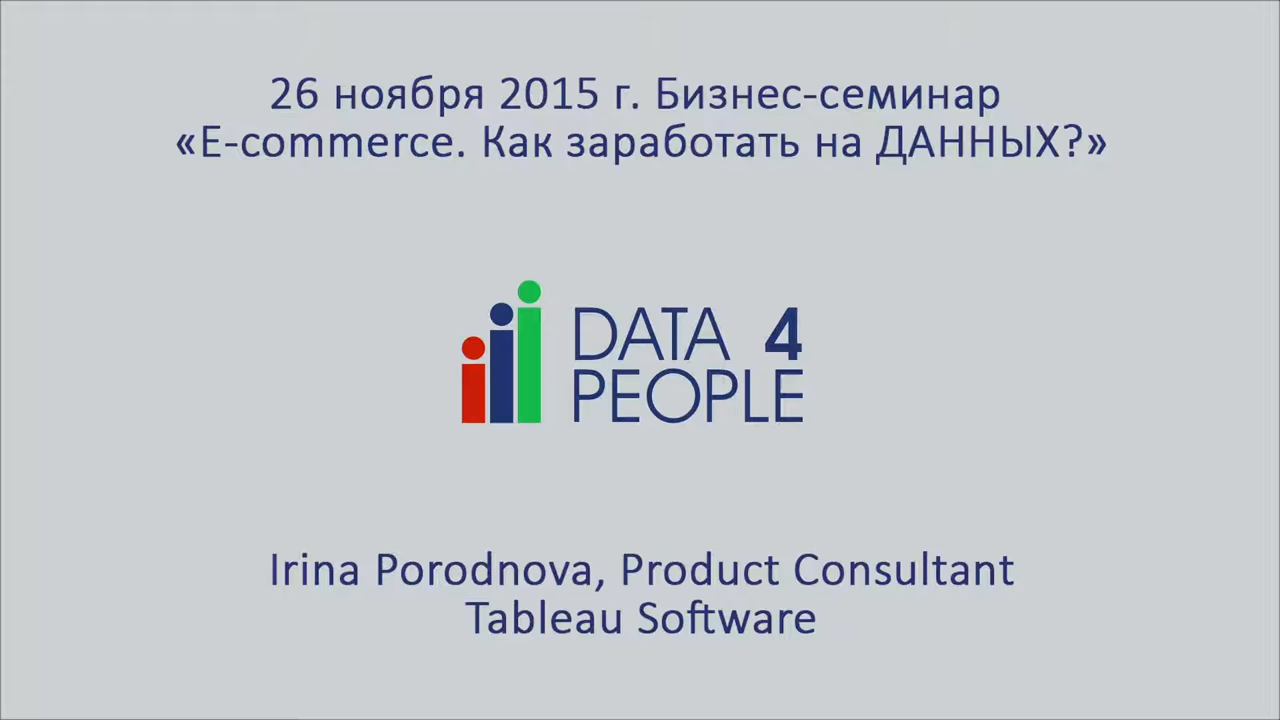 26 ноября 2015 г. Бизнес-семинар
«E-commerce. Как заработать на ДАННЫХ?»
DATA 4
PEOPLE
Irina Porodnova, Product Consultant
Tableau Software